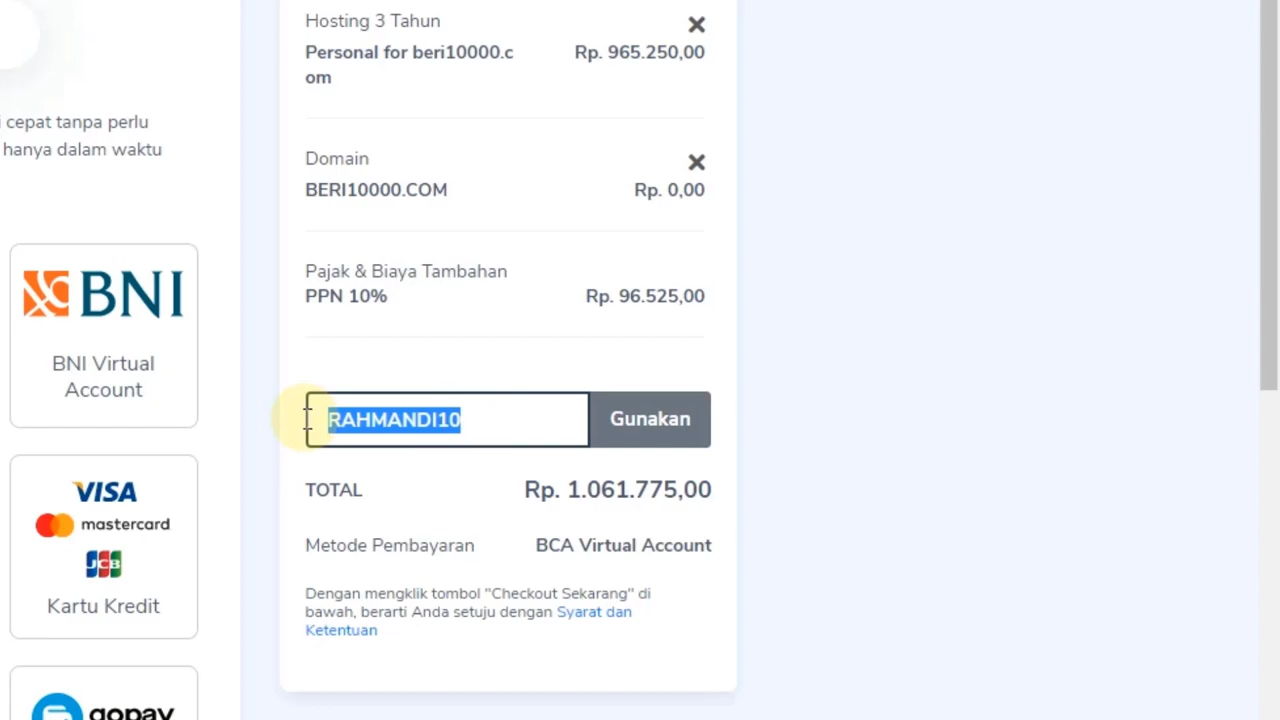 i cepat tanpa perlu
hanya dalam waktu
BNI
BNI Virtual
Account
VISA
mastercard
JCB
Kartu Kredit
gopay
Hosting 3 Tahun
Personal for beri10000.c
om
Rp. 965.250,00
Domain
BERI10000.COM
Rp. 0,00
Pajak & Biaya Tambahan
PPN 10%
Rp. 96.525,00
RAHMANDI10
Gunakan
TOTAL
Rp. 1.061.775,00
Metode Pembayaran
BCA Virtual Account
Dengan mengklik tombol "Checkout Sekarang" di
bawah, berarti Anda setuju dengan Syarat dan
Ketentuan